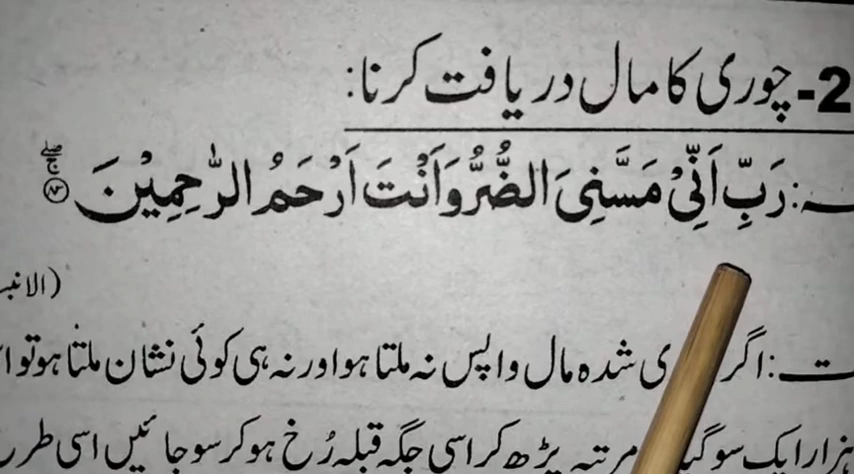 2- چوری کا مال دریافت کرنا:
رَبِّ اَنِّیْ مَسَّنِیَ الضُّرُّ وَاَنْتَ اَرْحَمُ الرّٰحِمِیْنَ
(الانبـ
ت: اگر ی شدہ مال واپس نہ ملتا ہو اور نہ ہی کوئی نشان ملتا ہو تو ا
ہزار ایک سو مرتبہ پڑھ کر اسی جگہ قبلہ رُخ ہو کر سو جائیں اسی طر